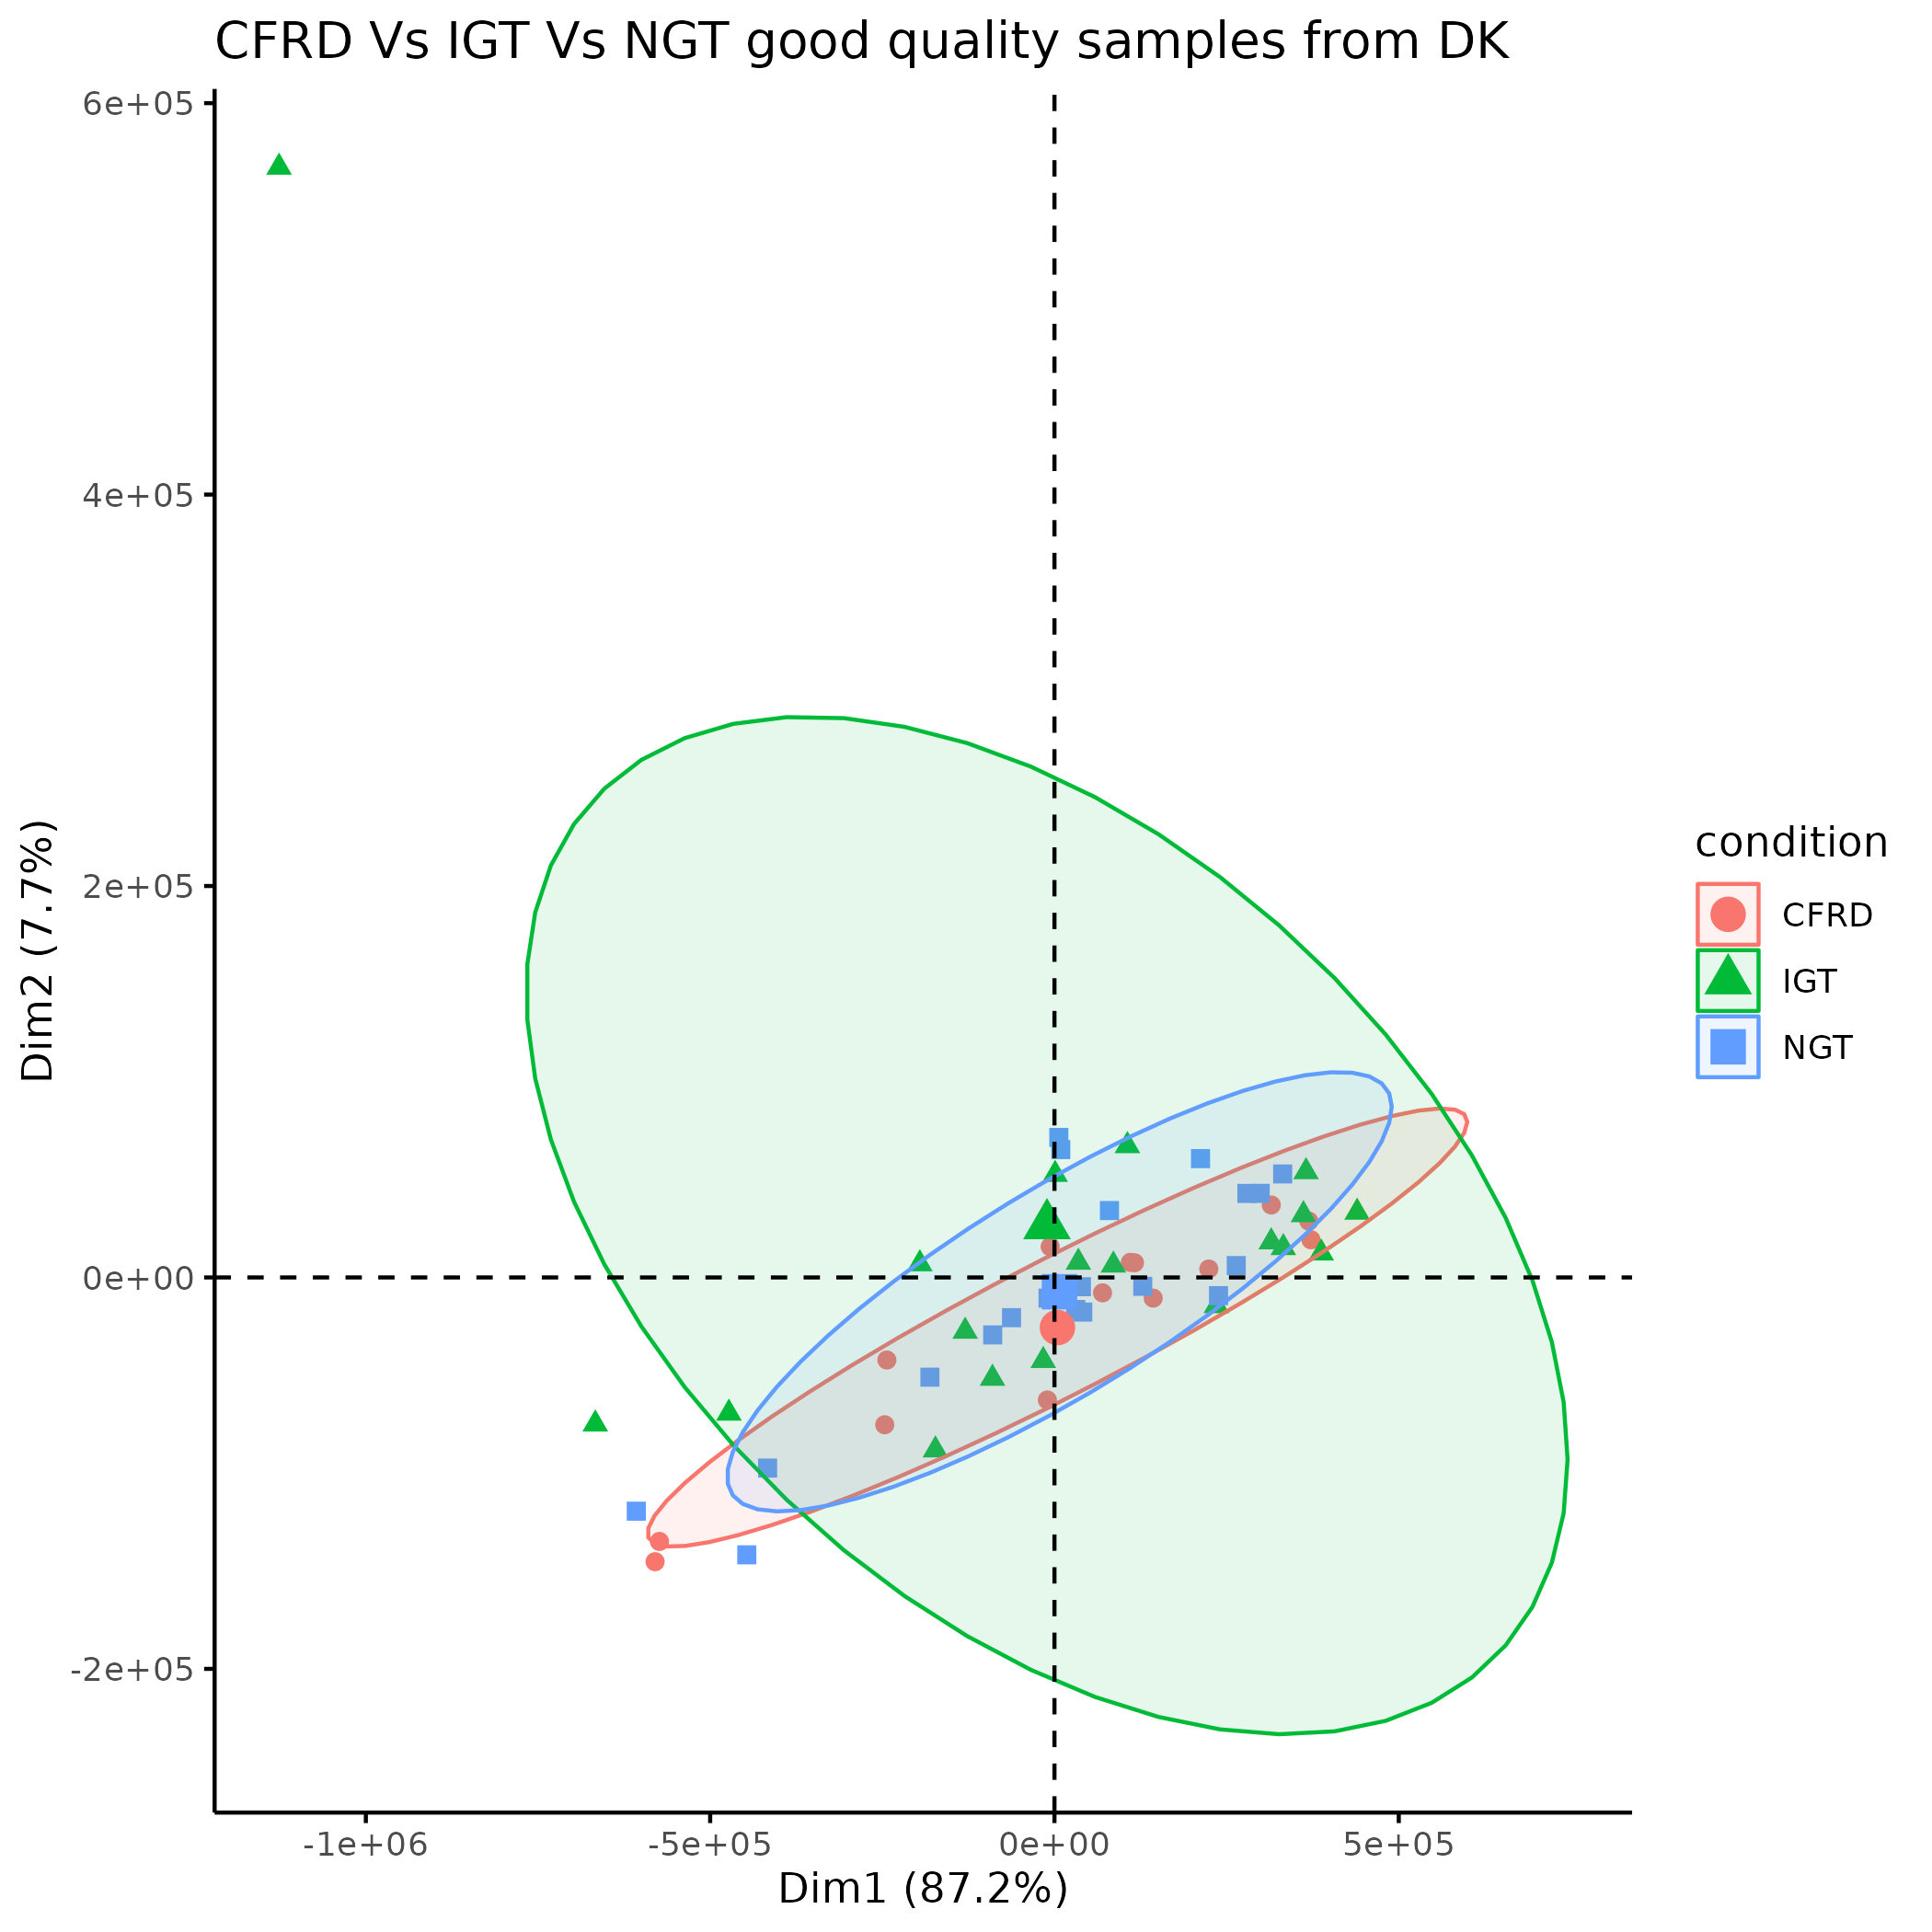 CFRD Vs IGT Vs NGT good quality samples from DK
6e+05
4e+05
2e+05
0e+00
-2e+05
Dim2 (7.7%)
-1e+06
-5e+05
0e+00
5e+05
Dim1 (87.2%)
condition
CFRD
IGT
NGT